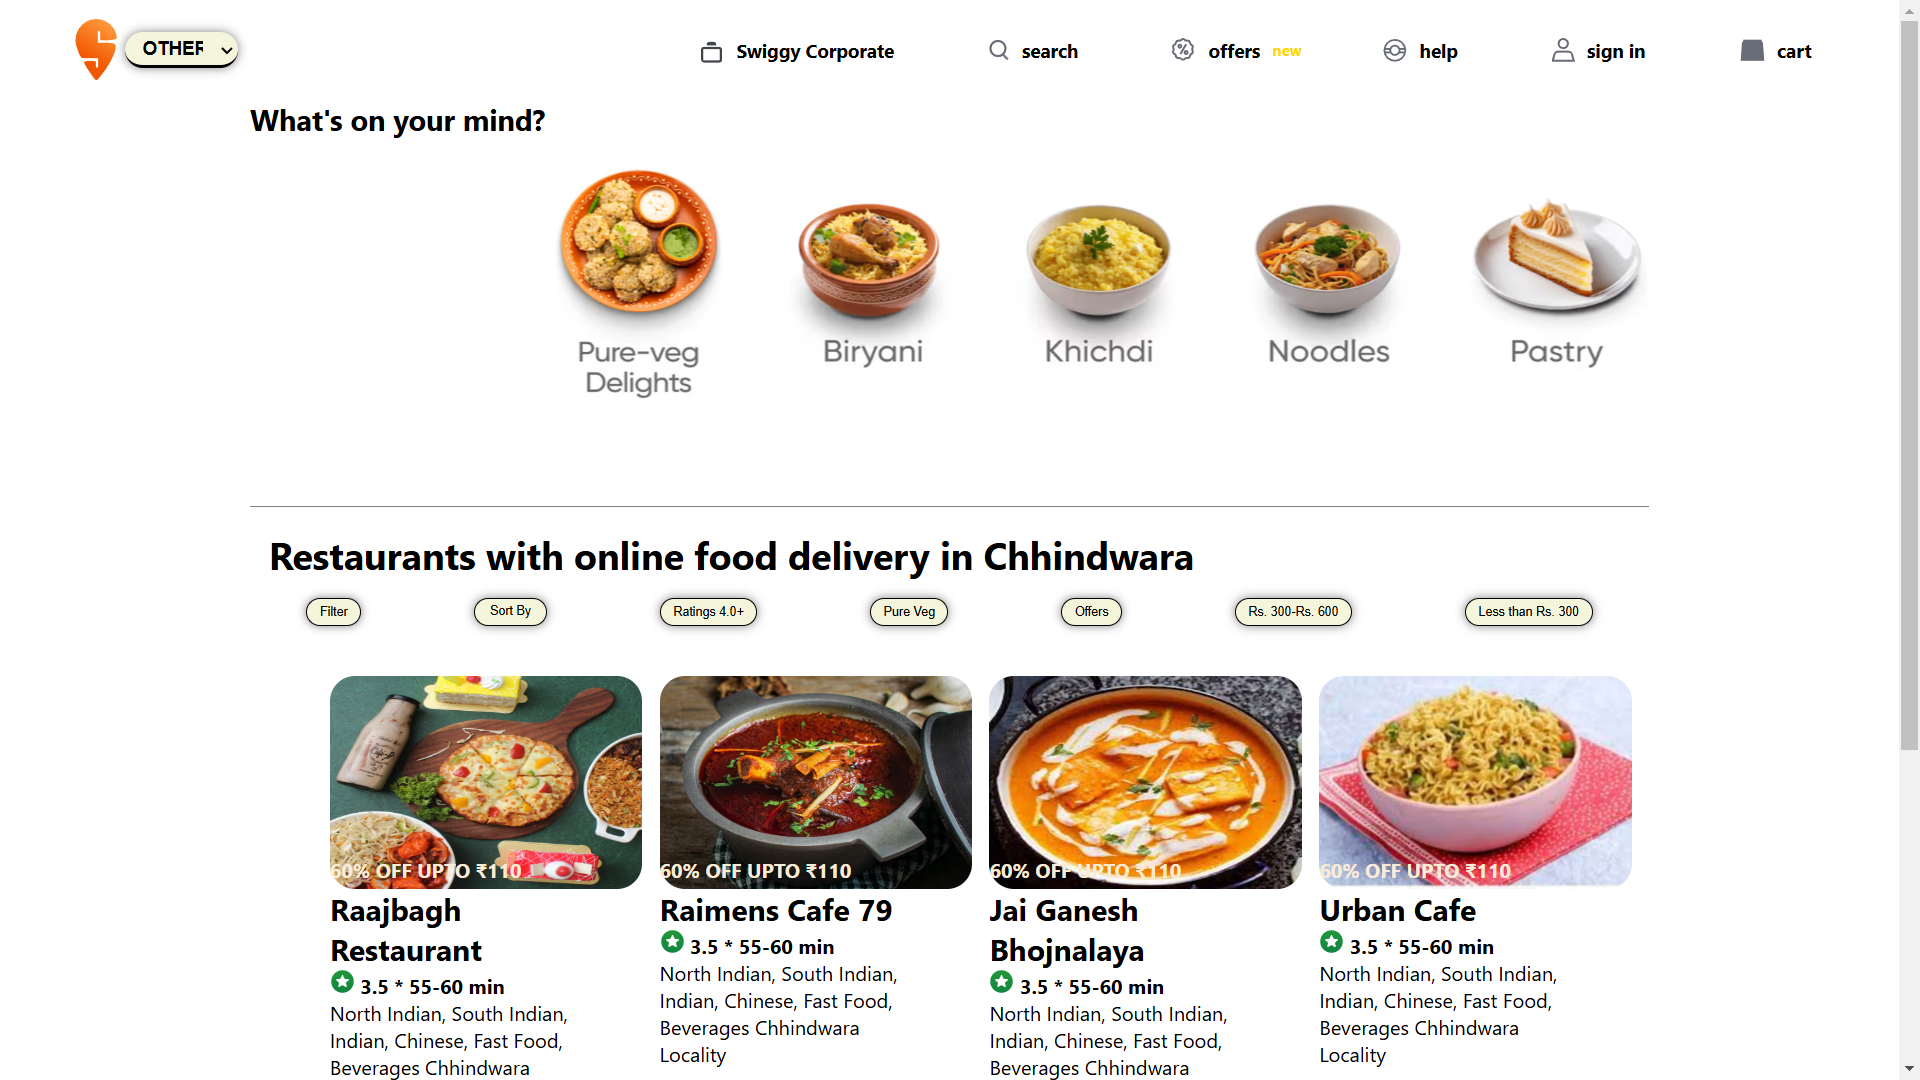 OTHER
Swiggy Corporate
search
offers new
help
sign in
cart
What's on your mind?
Pure-veg
Delights
Biryani
Khichdi
Noodles
Pastry
Restaurants with online food delivery in Chhindwara
Filter
Sort By
Ratings 4.0+
Pure Veg
Offers
Rs. 300-Rs. 600
Less than Rs. 300
60% OFF UPTO ₹110
Raajbagh
Restaurant
3.5 * 55-60 min
North Indian, South Indian,
Indian, Chinese, Fast Food,
Beverages Chhindwara
60% OFF UPTO ₹110
Raimens Cafe 79
3.5 * 55-60 min
North Indian, South Indian,
Indian, Chinese, Fast Food,
Beverages Chhindwara
Locality
60% OFF UPTO ₹110
Jai Ganesh
Bhojnalaya
3.5 * 55-60 min
North Indian, South Indian,
Indian, Chinese, Fast Food,
Beverages Chhindwara
60% OFF UPTO ₹110
Urban Cafe
3.5 * 55-60 min
North Indian, South Indian,
Indian, Chinese, Fast Food,
Beverages Chhindwara
Locality